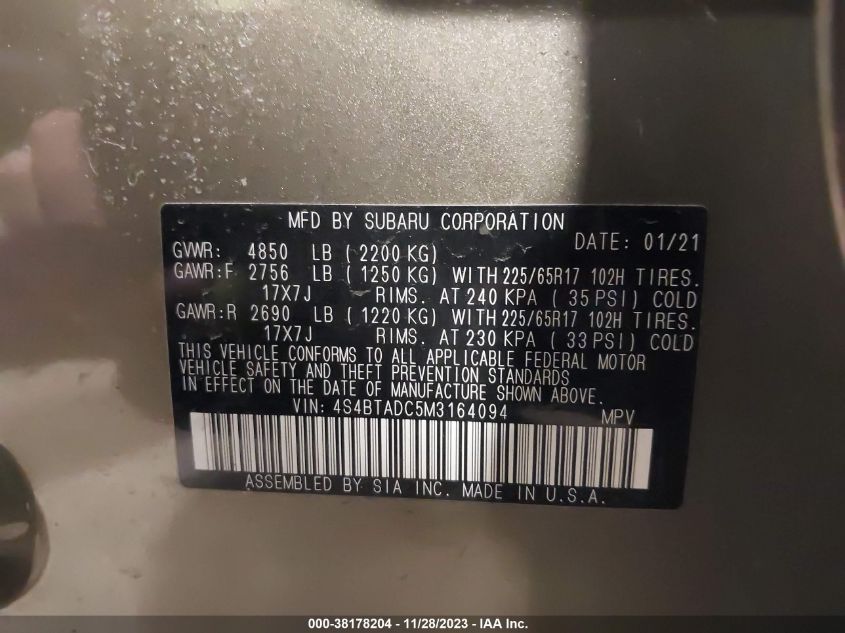 MFD BY SUBARU CORPORATION
DATE: 01/21
GVWR: 4850 LB (2200 KG)
GAWR:F 2756 LB (1250 KG) WITH 225/65R17 102H TIRES.
17X7J RIMS. AT 240 KPA (35 PSI) COLD
GAWR:R 2690 LB (1220 KG) WITH 225/65R17 102H TIRES.
17X7J RIMS. AT 230 KPA (33 PSI) COLD
THIS VEHICLE CONFORMS TO ALL APPLICABLE FEDERAL MOTOR
VEHICLE SAFETY AND THEFT PREVENTION STANDARDS
IN EFFECT ON THE DATE OF MANUFACTURE SHOWN ABOVE.
VIN: 4S4BTADC5M3164094 MPV
ASSEMBLED BY SIA INC. MADE IN U.S.A.
000-38178204 - 11/28/2023 - IAA Inc.